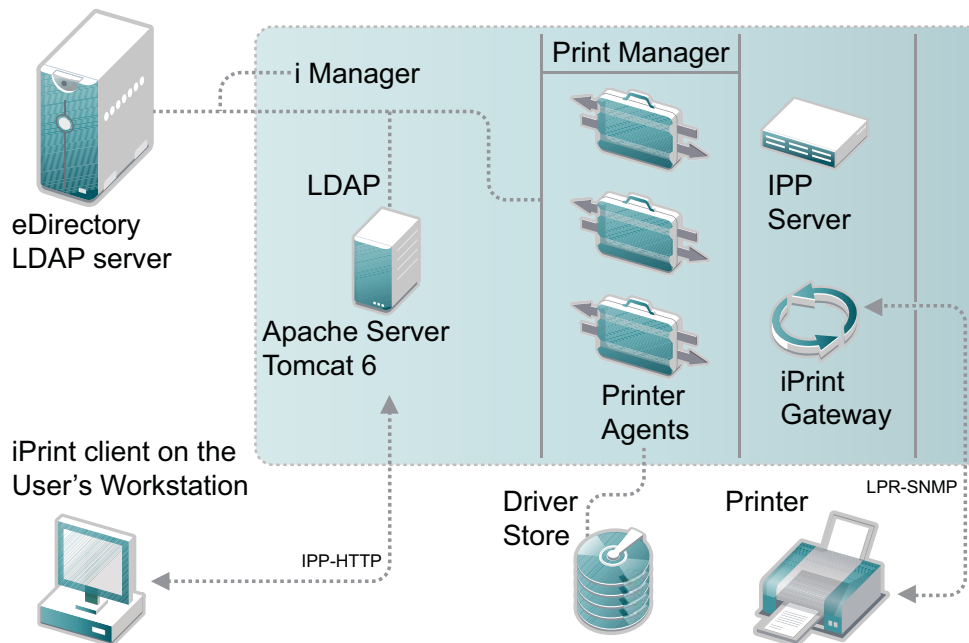 Print Manager
i Manager
LDAP
IPP
Server
eDirectory
LDAP server
Apache Server
Tomcat 6
Printer
Agents
iPrint
Gateway
iPrint client on the
User's Workstation
Driver
Store
Printer
LPR-SNMP
IPP-HTTP